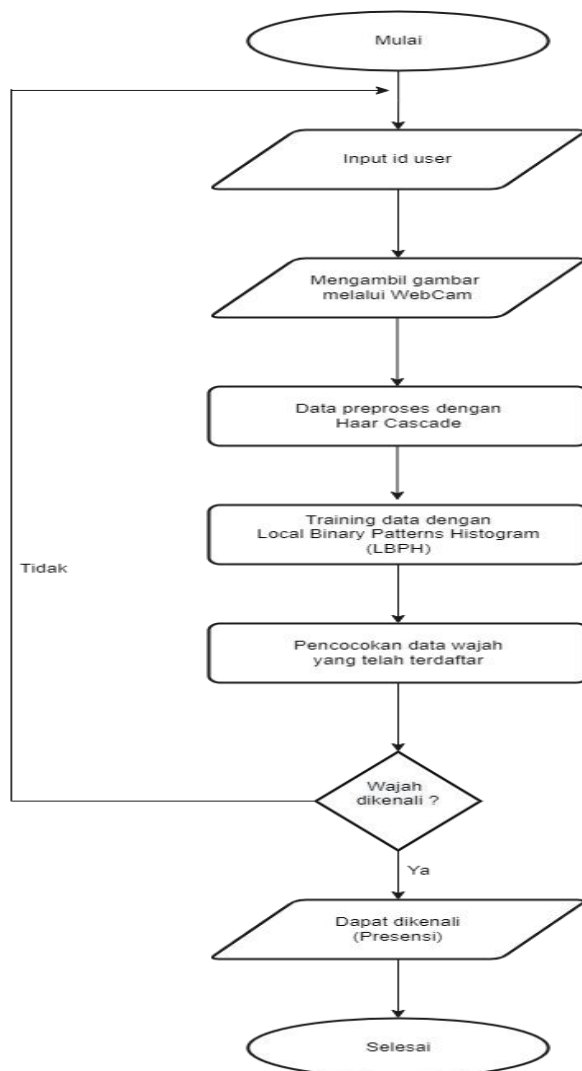 Mulai
Input id user
Mengambil gambar
melalui WebCam
Data preproses dengan
Haar Cascade
Training data dengan
Local Binary Patterns Histogram
(LBPH)
Tidak
Pencocokan data wajah
yang telah terdaftar
Wajah
dikenali ?
Ya
Dapat dikenali
(Presensi)
Selesai